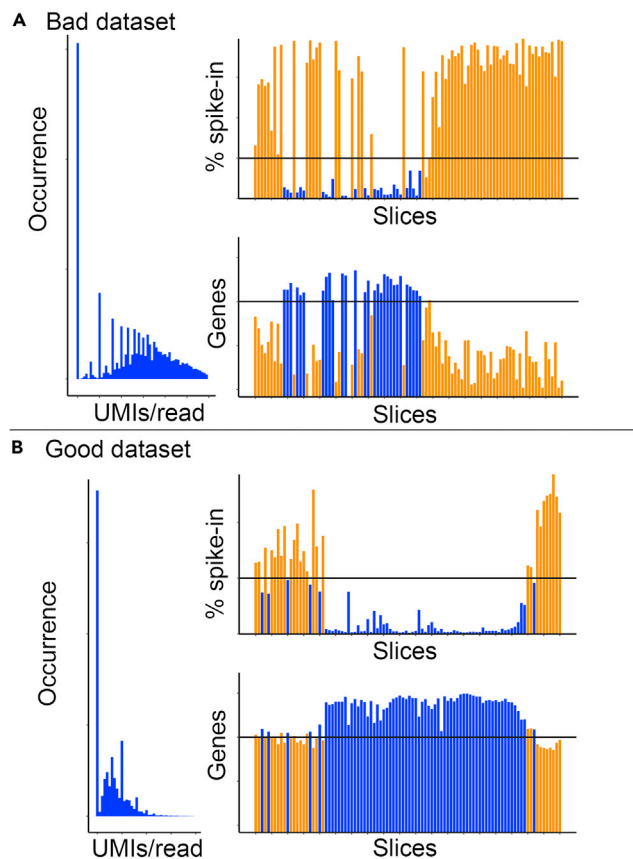 A Bad dataset
Occurrence
UMIs/read
% spike-in
Slices
Genes
Slices
B Good dataset
Occurrence
UMIs/read
% spike-in
Slices
Genes
Slices